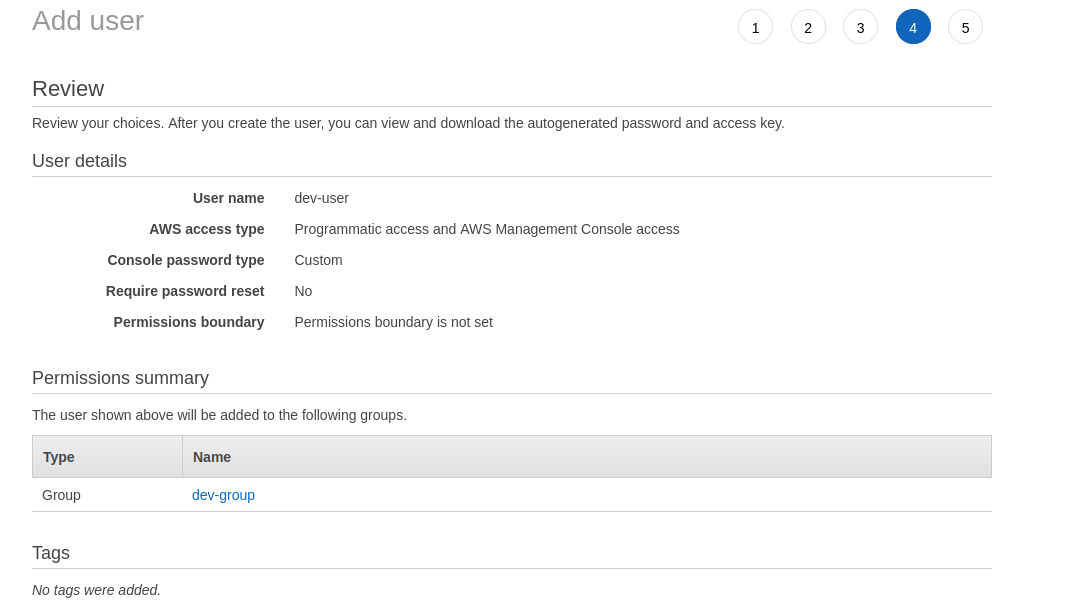 Add user
1 2 3 4 5
Review
Review your choices. After you create the user, you can view and download the autogenerated password and access key.
User details
User name dev-user
AWS access type Programmatic access and AWS Management Console access
Console password type Custom
Require password reset No
Permissions boundary Permissions boundary is not set
Permissions summary
The user shown above will be added to the following groups.
Type Name
Group dev-group
Tags
No tags were added.